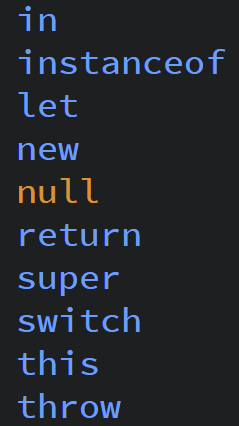 in
instanceof
let
new
null
return
super
switch
this
throw